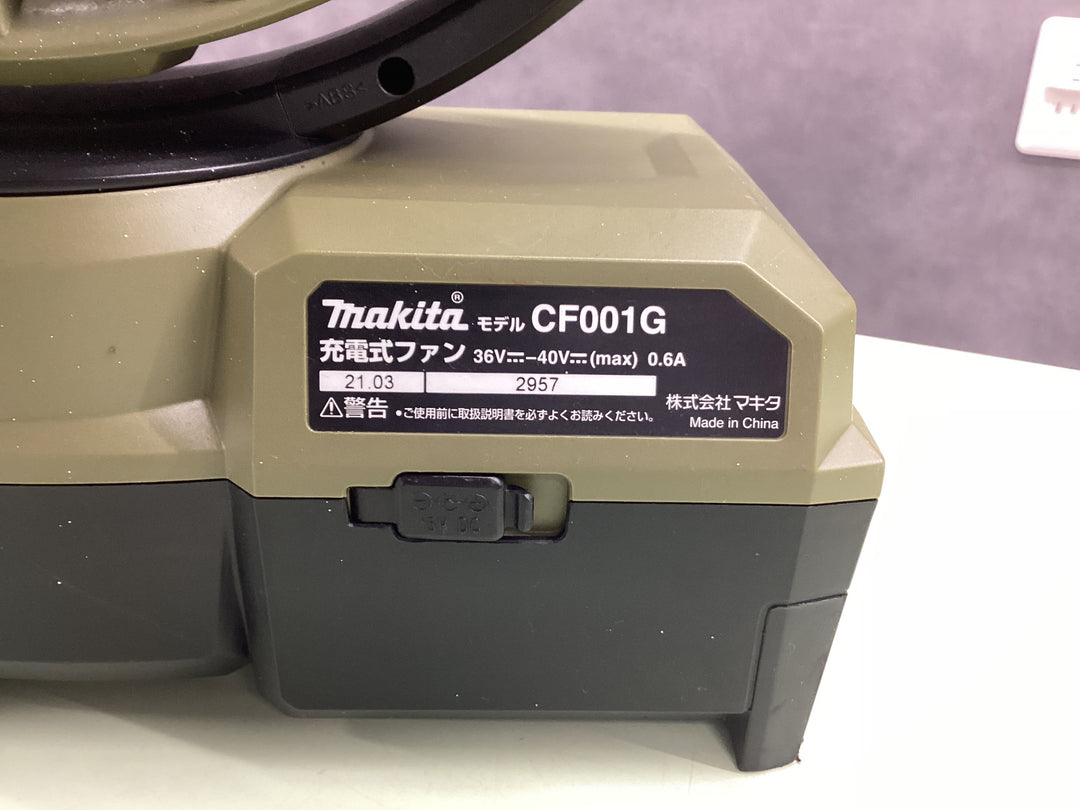 >ABS<
makita® モデル CF001G
充電式ファン 36V⎓-40V⎓(max) 0.6A
21.03 2957
⚠警告 •ご使用前に取扱説明書を必ずよくお読みください。
株式会社マキタ
Made in China
DC